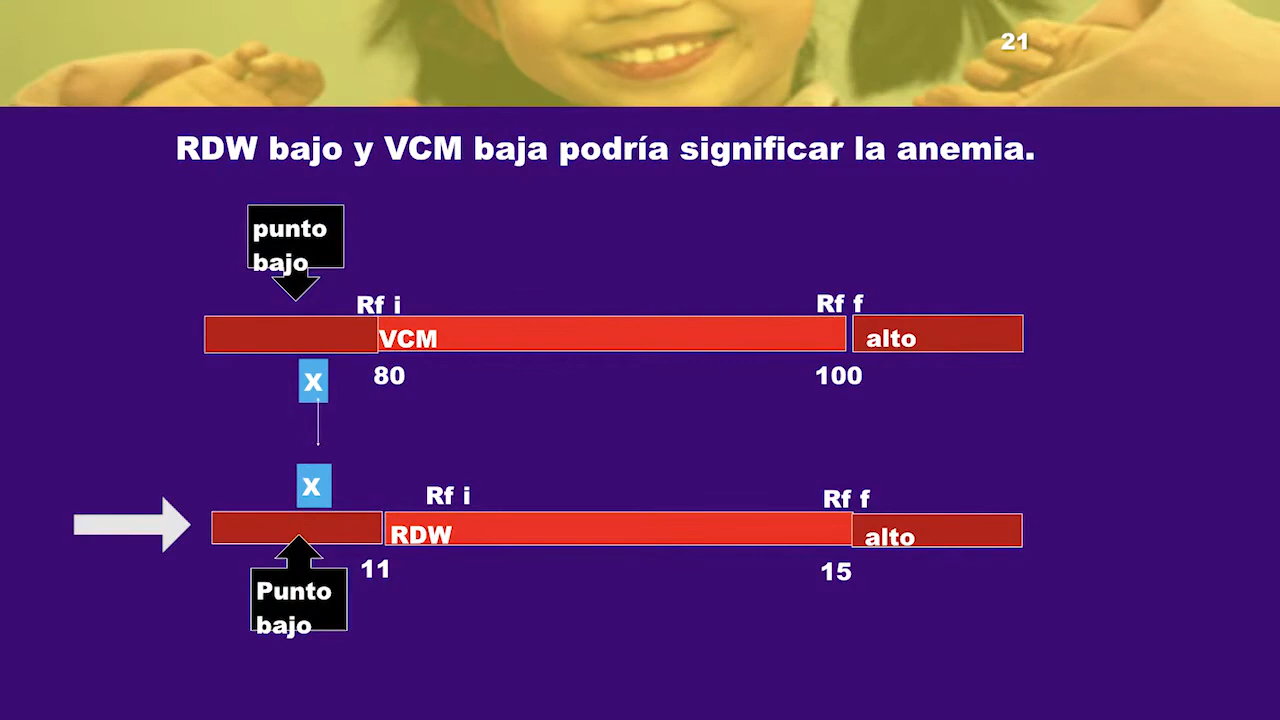 21
RDW bajo y VCM baja podría significar la anemia.
punto
bajo
Rf i
Rf f
VCM
alto
X
80
100
X
Rf i
Rf f
RDW
alto
11
15
Punto
bajo